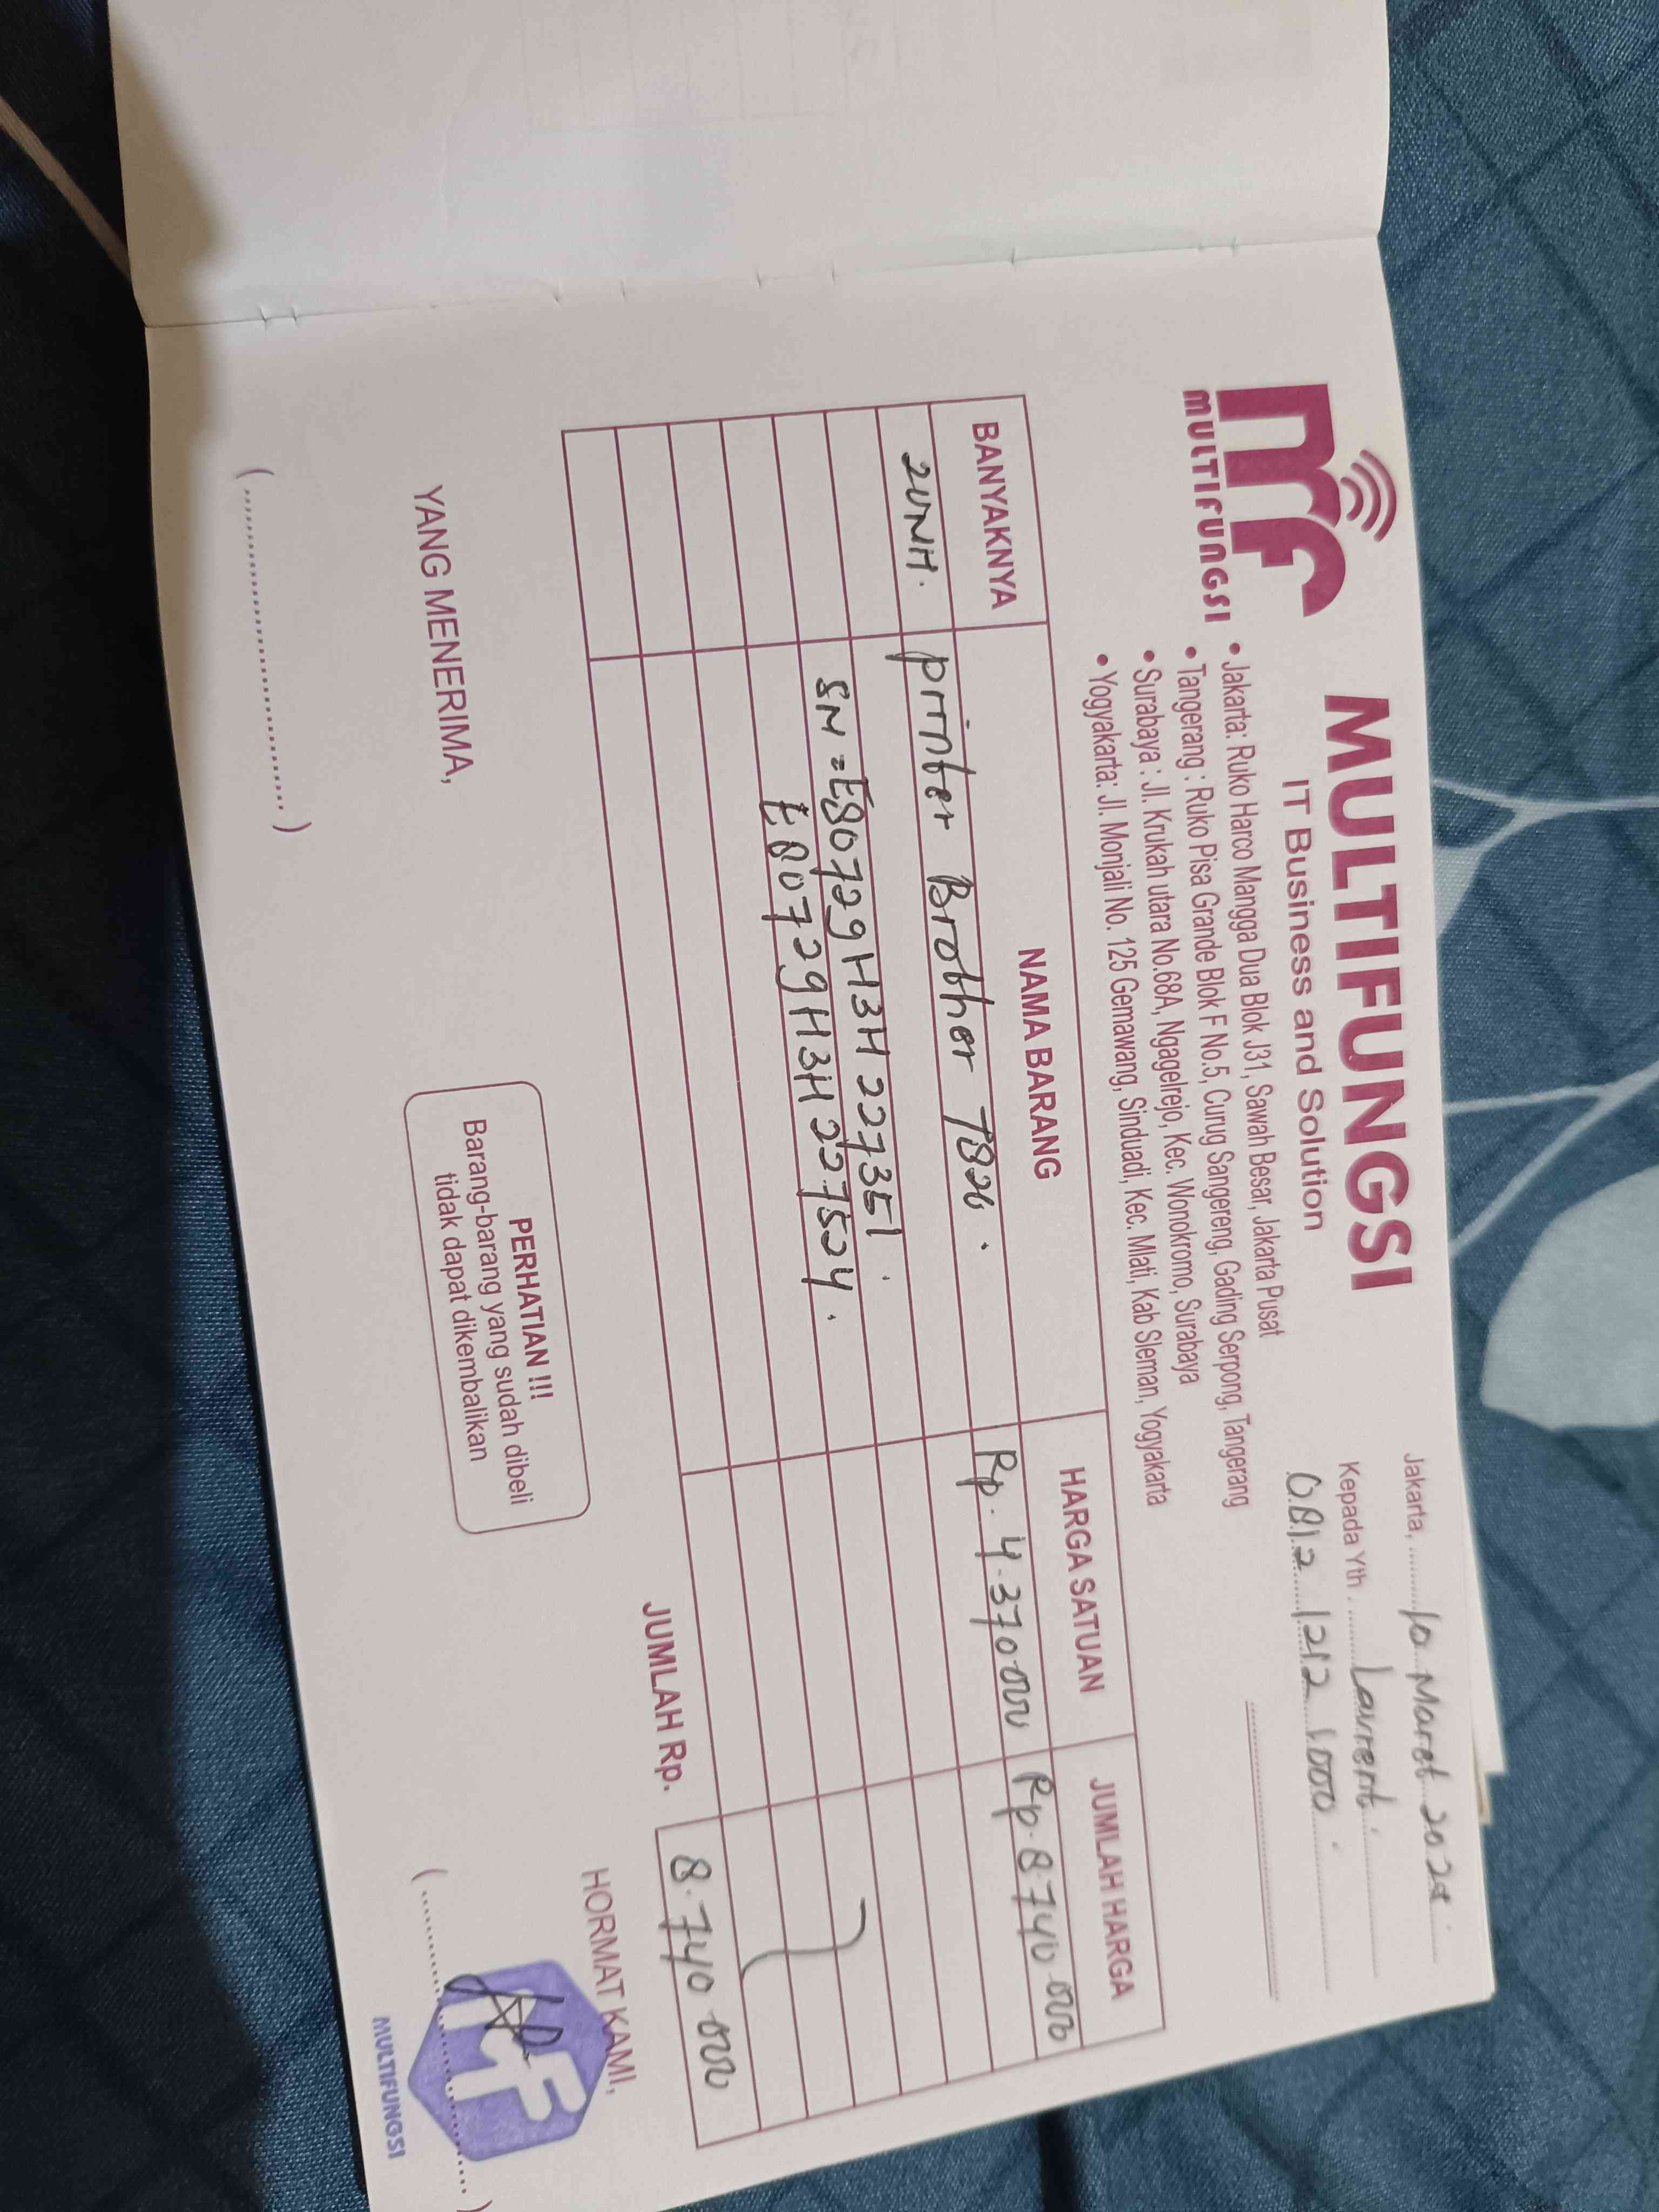 MULTIFUNGSI
MULTIFUNGSI
IT Business and Solution
• Jakarta: Ruko Harco Mangga Dua Blok J31, Sawah Besar, Jakarta Pusat
• Tangerang : Ruko Pisa Grande Blok F No.5, Curug Sangereng, Gading Serpong, Tangerang
• Surabaya : Jl. Krukah utara No.68A, Ngagelrejo, Kec. Wonokromo, Surabaya
• Yogyakarta: Jl. Monjali No. 125 Gemawang, Sinduadi, Kec. Mlati, Kab Sleman, Yogyakarta
Jakarta, 10 Maret 2024
Kepada Yth. Laurent
0812 1212 1000
BANYAKNYA NAMA BARANG HARGA SATUAN JUMLAH HARGA
2 UNit. printer Brother T820. Rp. 4.370.000 Rp. 8.740.000
SN = E80729H3H227351
E80729H3H227524.
JUMLAH Rp. 8.740.000
YANG MENERIMA,
PERHATIAN !!!
Barang-barang yang sudah dibeli
tidak dapat dikembalikan
HORMAT KAMI,
MULTIFUNGSI